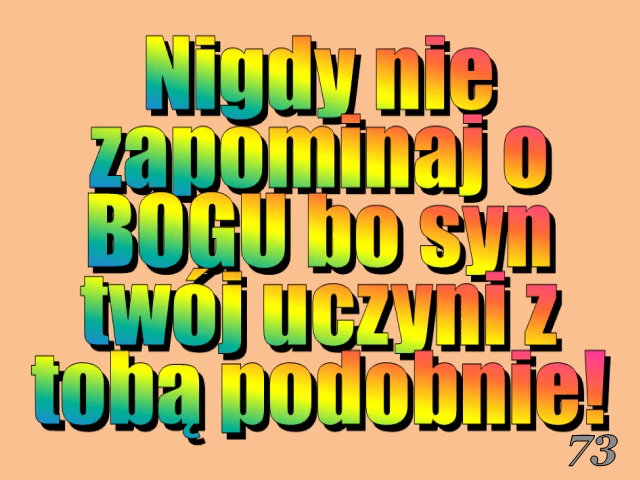 Nigdy nie
zapominaj o
BOGU bo syn
twój uczyni z
tobą podobnie!
73